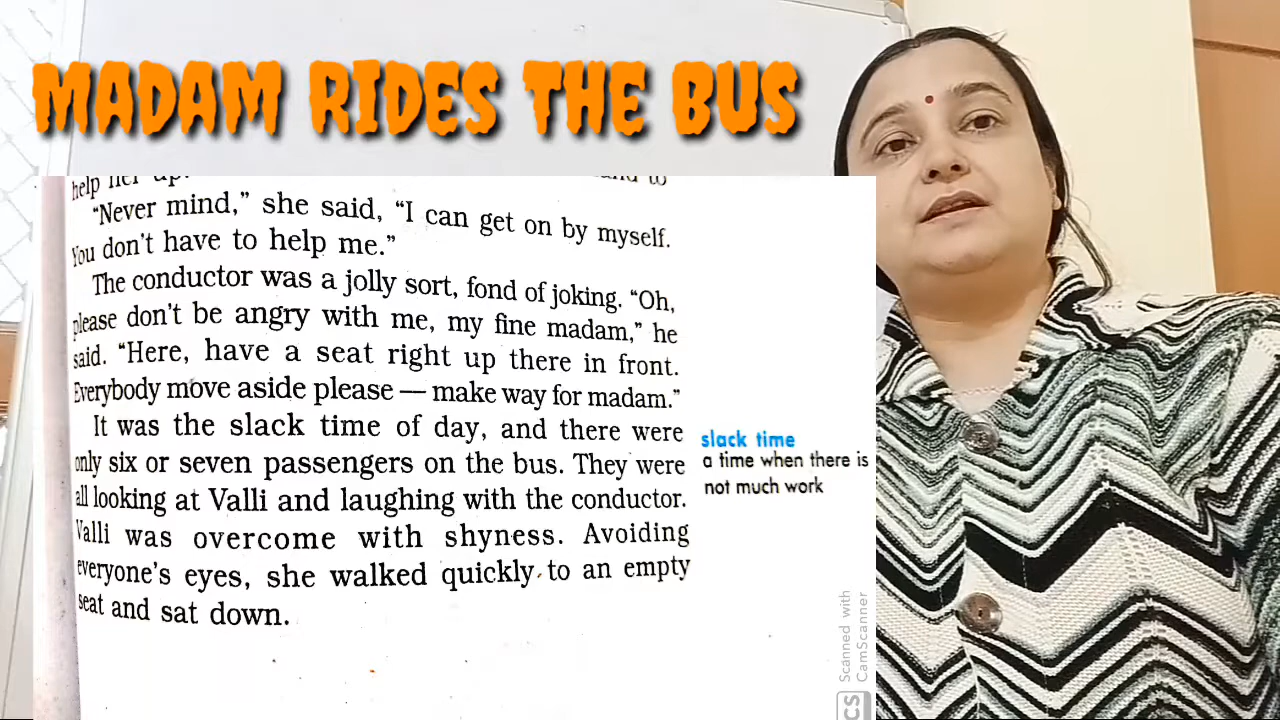 MADAM RIDES THE BUS
help her up.
"Never mind," she said, "I can get on by myself.
You don't have to help me."
The conductor was a jolly sort, fond of joking. "Oh,
please don't be angry with me, my fine madam," he
said. "Here, have a seat right up there in front.
Everybody move aside please — make way for madam."
It was the slack time of day, and there were
only six or seven passengers on the bus. They were
all looking at Valli and laughing with the conductor.
Valli was overcome with shyness. Avoiding
everyone's eyes, she walked quickly to an empty
seat and sat down.
slack time
a time when there is
not much work
Scanned with
CamScanner
CS